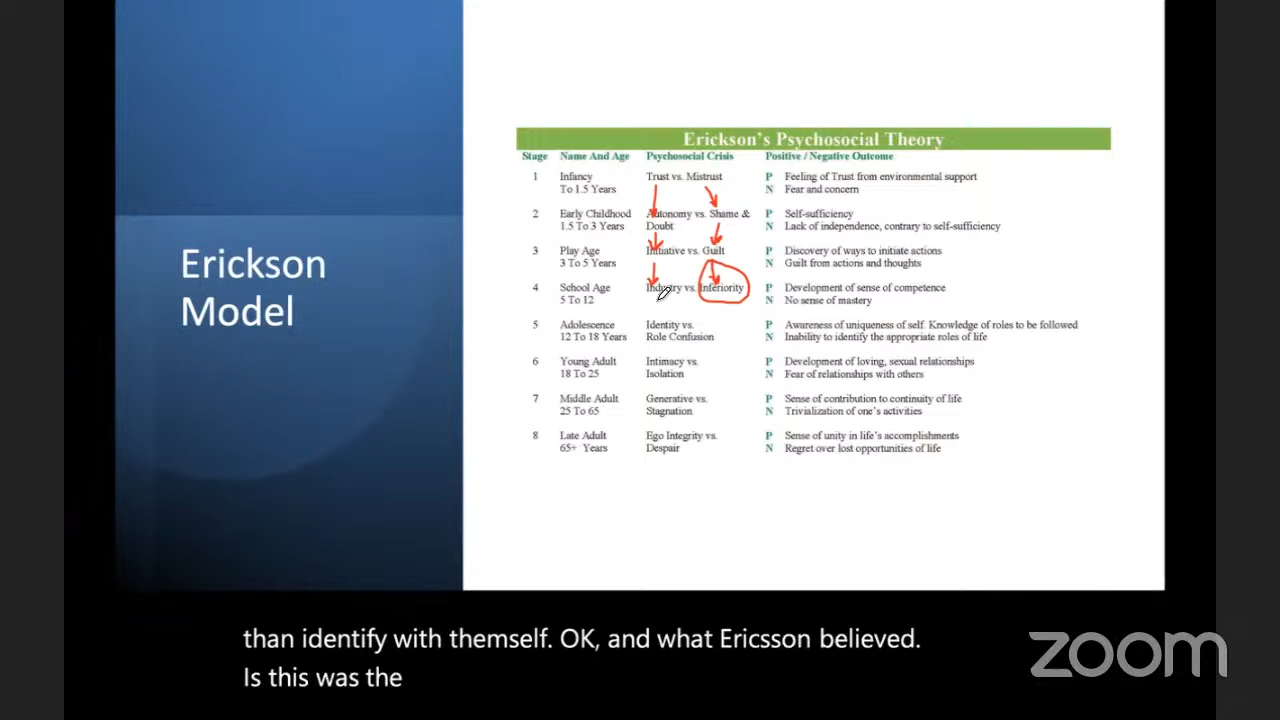 Erickson
Model
Erickson's Psychosocial Theory
Stage Name And Age Psychosocial Crisis Positive / Negative Outcome
1 Infancy Trust vs. Mistrust P Feeling of Trust from environmental support
To 1.5 Years N Fear and concern
2 Early Childhood Autonomy vs. Shame & P Self-sufficiency
1.5 To 3 Years Doubt N Lack of independence, contrary to self-sufficiency
3 Play Age Initiative vs. Guilt P Discovery of ways to initiate actions
3 To 5 Years N Guilt from actions and thoughts
4 School Age Industry vs. Inferiority P Development of sense of competence
5 To 12 N No sense of mastery
5 Adolescence Identity vs. P Awareness of uniqueness of self. Knowledge of roles to be followed
12 To 18 Years Role Confusion N Inability to identify the appropriate roles of life
6 Young Adult Intimacy vs. P Development of loving, sexual relationships
18 To 25 Isolation N Fear of relationships with others
7 Middle Adult Generative vs. P Sense of contribution to continuity of life
25 To 65 Stagnation N Trivialization of one's activities
8 Late Adult Ego Integrity vs. P Sense of unity in life's accomplishments
65+ Years Despair N Regret over lost opportunities of life
than identify with themself. OK, and what Ericsson believed.
Is this was the
zoom